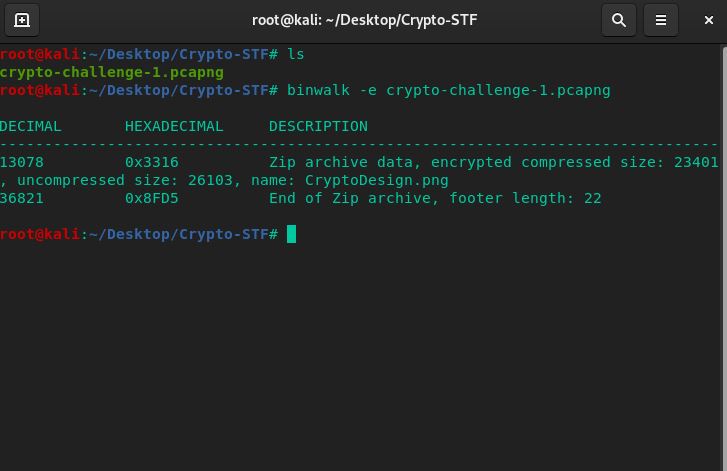 root@kali: ~/Desktop/Crypto-STF
root@kali:~/Desktop/Crypto-STF# ls
crypto-challenge-1.pcapng
root@kali:~/Desktop/Crypto-STF# binwalk -e crypto-challenge-1.pcapng
DECIMAL       HEXADECIMAL     DESCRIPTION
--------------------------------------------------------------------------------
13078         0x3316          Zip archive data, encrypted compressed size: 23401
, uncompressed size: 26103, name: CryptoDesign.png
36821         0x8FD5          End of Zip archive, footer length: 22
root@kali:~/Desktop/Crypto-STF#